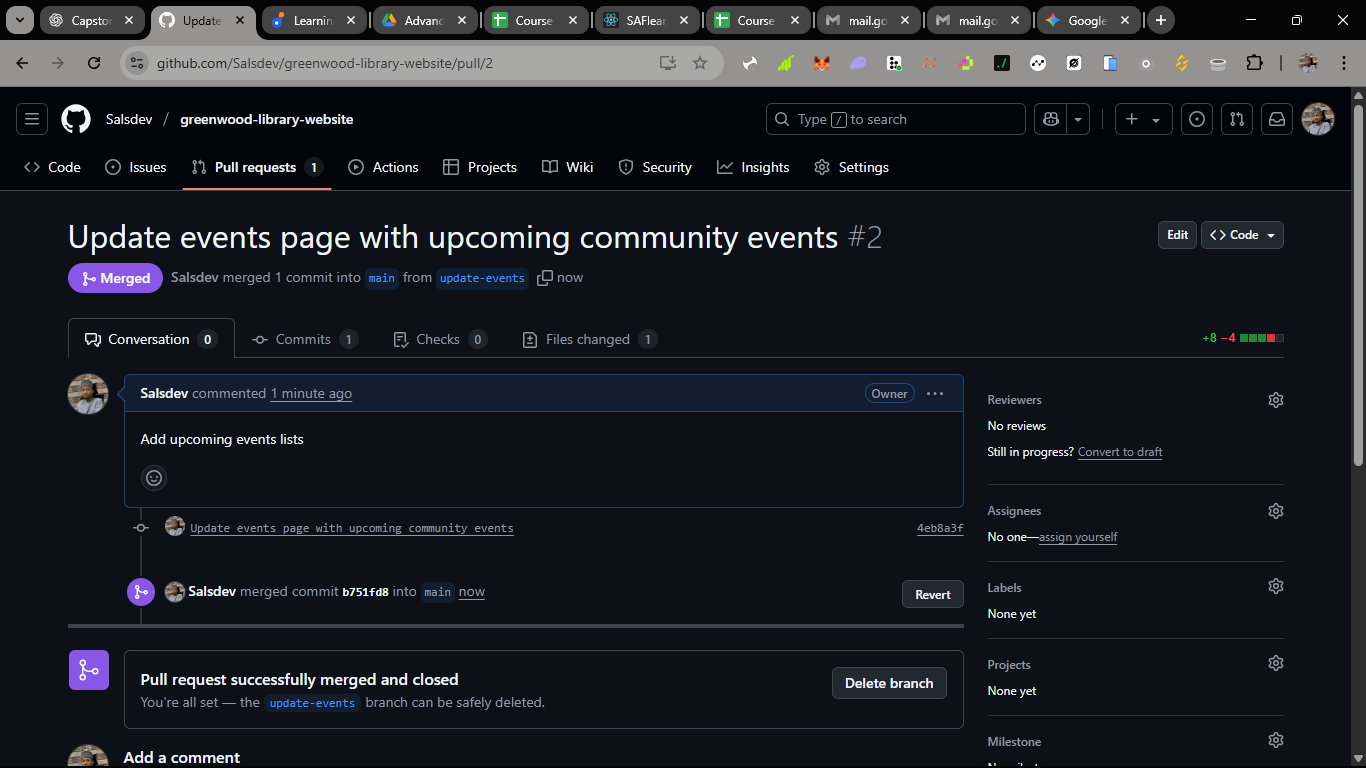 Capstor
Update
Learnin
Advanc
Course
SAFlear
Course
mail.go
mail.go
Google
github.com/Salsdev/greenwood-library-website/pull/2
Salsdev / greenwood-library-website
Type / to search
Code
Issues
Pull requests 1
Actions
Projects
Wiki
Security
Insights
Settings
Update events page with upcoming community events #2
Edit
Code
Merged
Salsdev merged 1 commit into main from update-events now
Conversation 0
Commits 1
Checks 0
Files changed 1
+8 −4
Salsdev commented 1 minute ago
Owner
Add upcoming events lists
Update events page with upcoming community events
4eb8a3f
Salsdev merged commit b751fd8 into main now
Revert
Pull request successfully merged and closed
You're all set — the update-events branch can be safely deleted.
Delete branch
Add a comment
Reviewers
No reviews
Still in progress? Convert to draft
Assignees
No one—assign yourself
Labels
None yet
Projects
None yet
Milestone